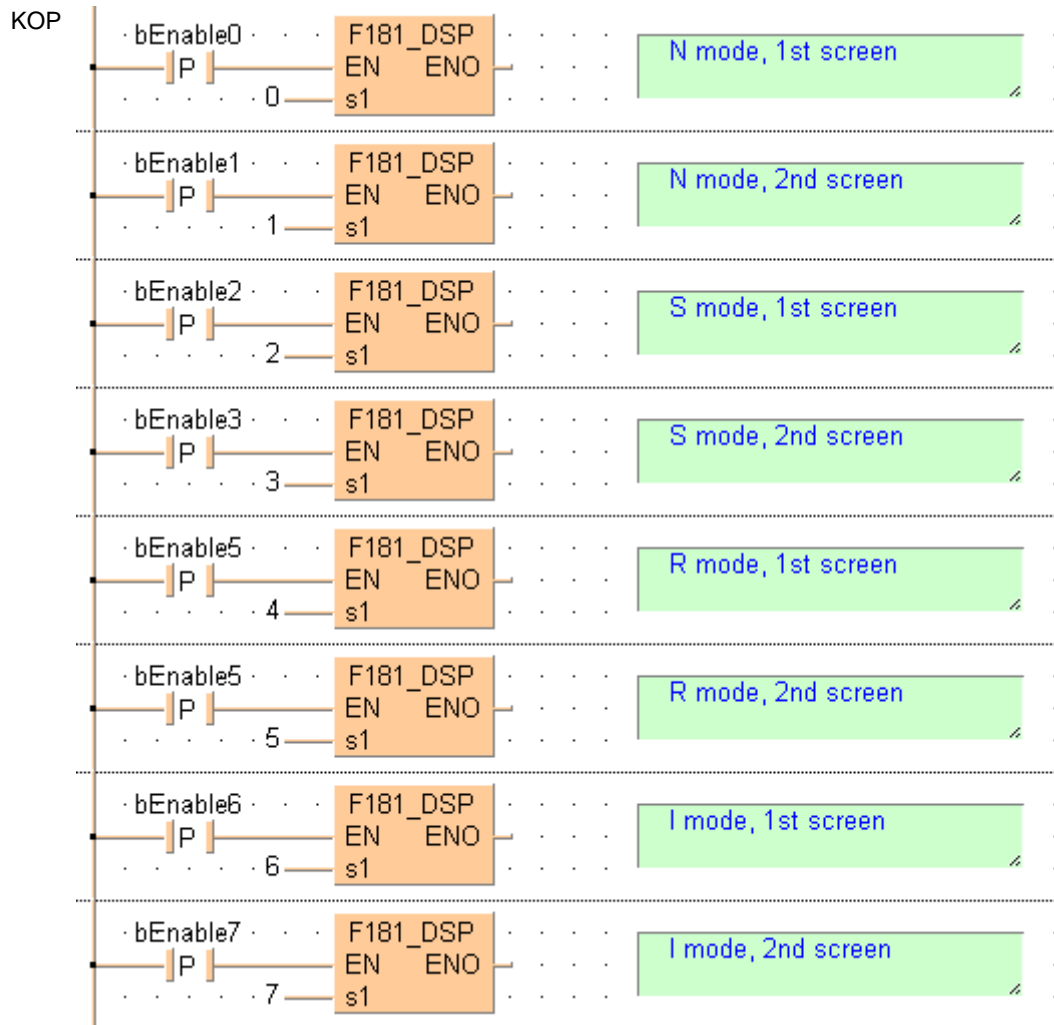 KOP
bEnable0 F181_DSP
P EN ENO N mode, 1st screen
0 s1
bEnable1 F181_DSP
P EN ENO N mode, 2nd screen
1 s1
bEnable2 F181_DSP
P EN ENO S mode, 1st screen
2 s1
bEnable3 F181_DSP
P EN ENO S mode, 2nd screen
3 s1
bEnable5 F181_DSP
P EN ENO R mode, 1st screen
4 s1
bEnable5 F181_DSP
P EN ENO R mode, 2nd screen
5 s1
bEnable6 F181_DSP
P EN ENO I mode, 1st screen
6 s1
bEnable7 F181_DSP
P EN ENO I mode, 2nd screen
7 s1